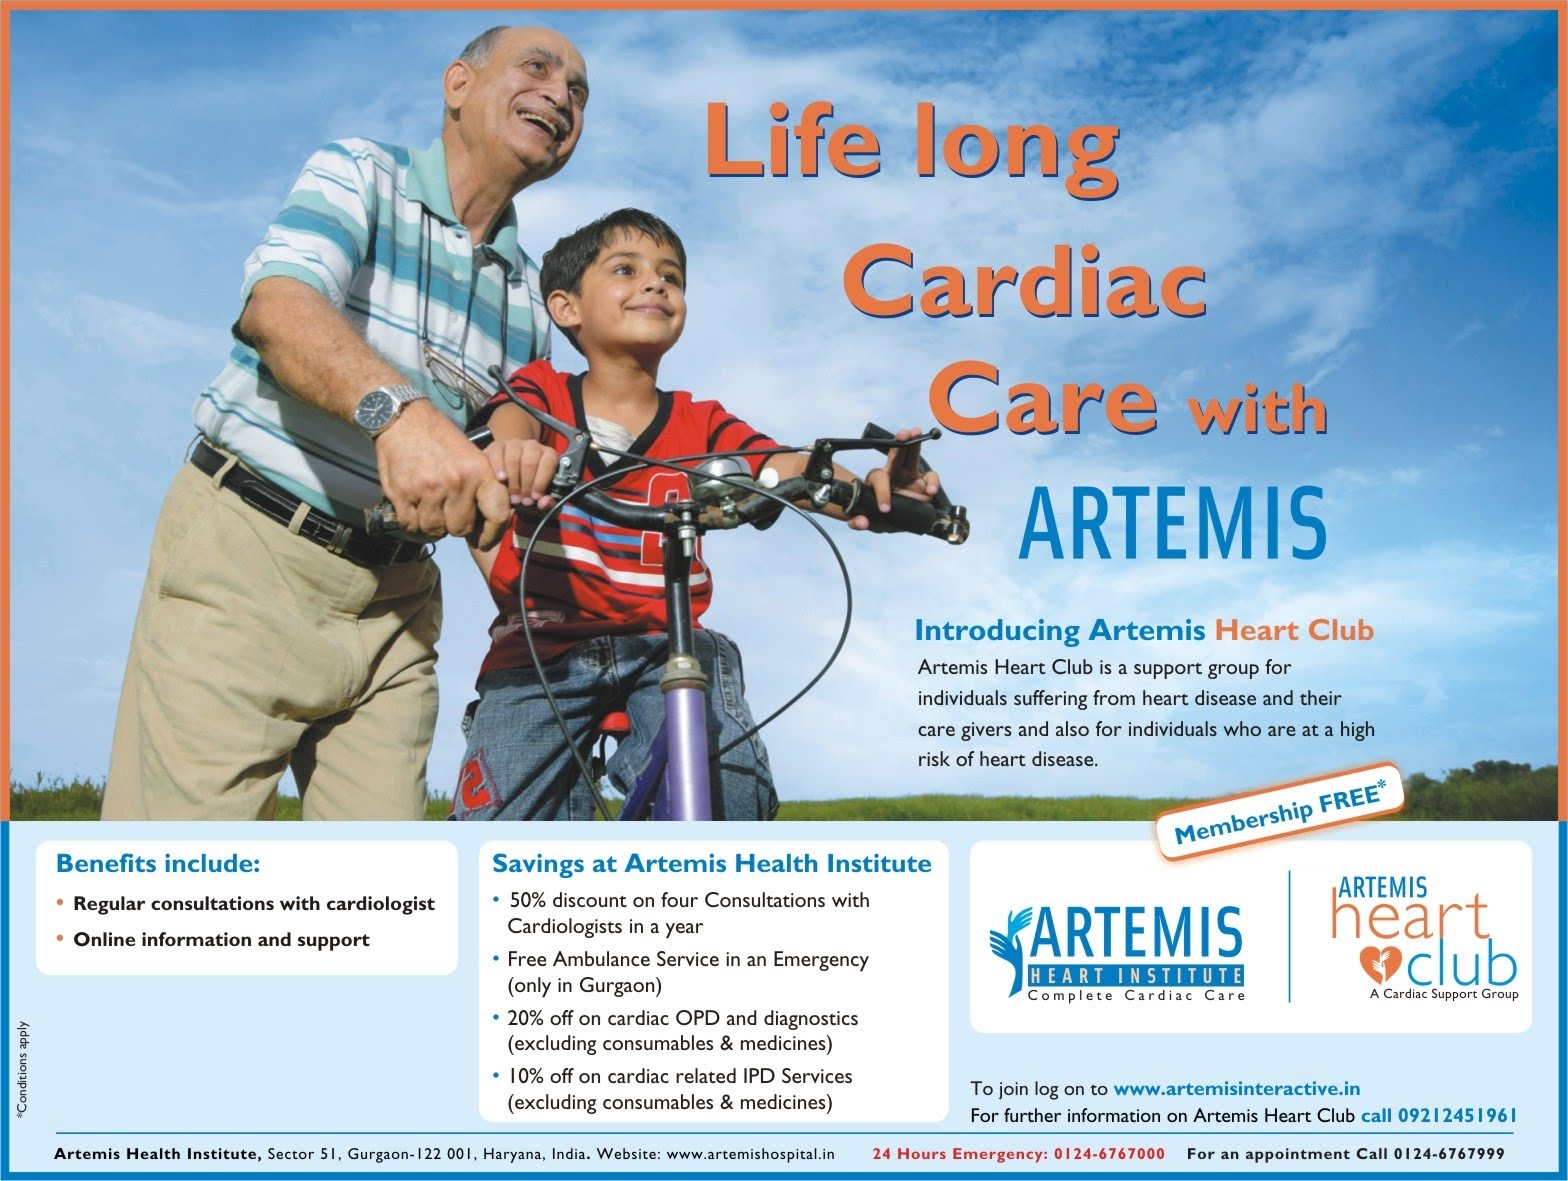 Life long
Cardiac
Care with
ARTEMIS
Introducing Artemis Heart Club
Artemis Heart Club is a support group for
individuals suffering from heart disease and their
care givers and also for individuals who are at a high
risk of heart disease.
Membership FREE*
Benefits include:
• Regular consultations with cardiologist
• Online information and support
*Conditions apply
Savings at Artemis Health Institute
• 50% discount on four Consultations with
Cardiologists in a year
• Free Ambulance Service in an Emergency
(only in Gurgaon)
• 20% off on cardiac OPD and diagnostics
(excluding consumables & medicines)
• 10% off on cardiac related IPD Services
(excluding consumables & medicines)
ARTEMIS
HEART INSTITUTE
Complete Cardiac Care
ARTEMIS
heart
club
A Cardiac Support Group
To join log on to www.artemisinteractive.in
For further information on Artemis Heart Club call 09212451961
Artemis Health Institute, Sector 51, Gurgaon-122 001, Haryana, India. Website: www.artemishospital.in 24 Hours Emergency: 0124-6767000 For an appointment Call 0124-6767999